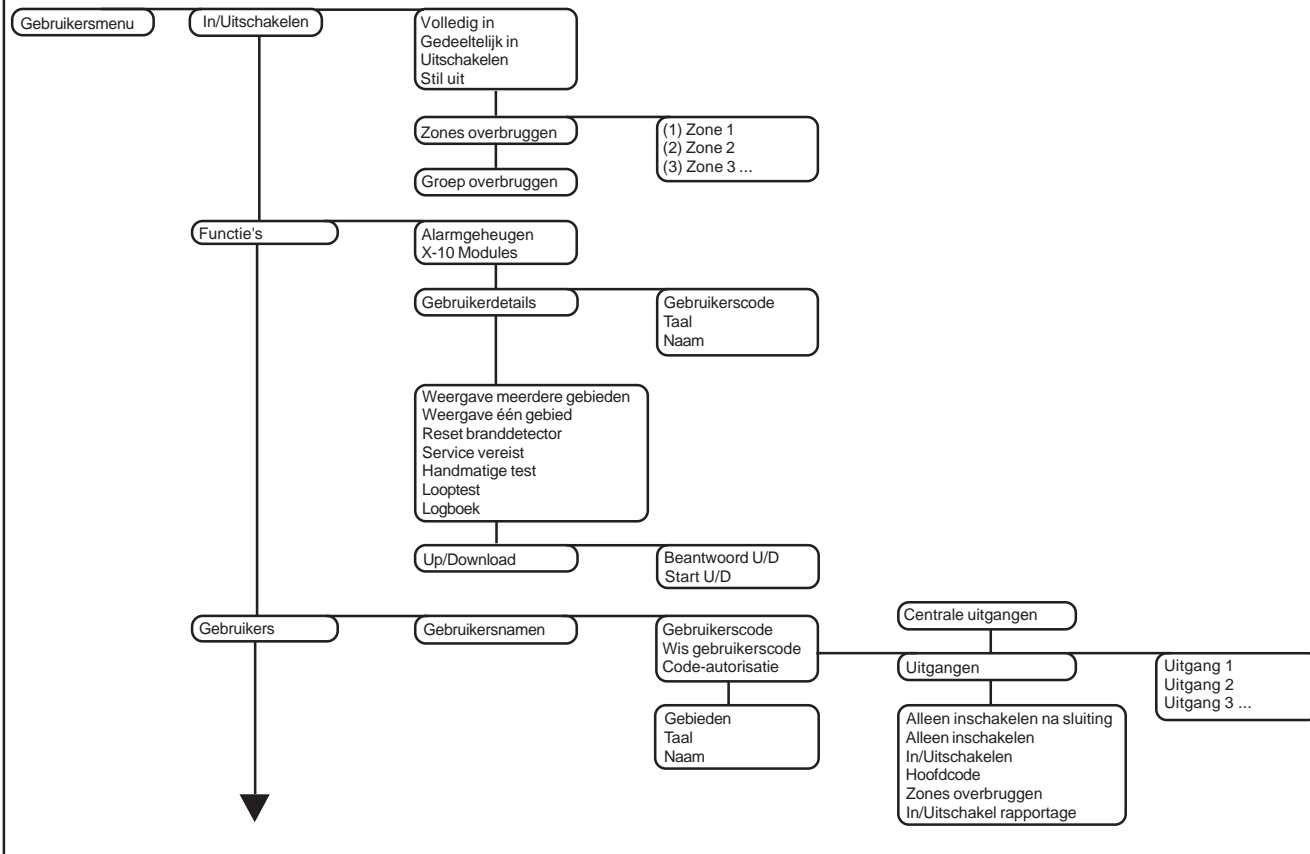 Gebruikersmenu
In/Uitschakelen
Volledig in
Gedeeltelijk in
Uitschakelen
Stil uit
Zones overbruggen
(1) Zone 1
(2) Zone 2
(3) Zone 3 ...
Groep overbruggen
Functie's
Alarmgeheugen
X-10 Modules
Gebruikerdetails
Gebruikerscode
Taal
Naam
Weergave meerdere gebieden
Weergave één gebied
Reset branddetector
Service vereist
Handmatige test
Looptest
Logboek
Up/Download
Beantwoord U/D
Start U/D
Gebruikers
Gebruikersnamen
Gebruikerscode
Wis gebruikerscode
Code-autorisatie
Gebieden
Taal
Naam
Centrale uitgangen
Uitgangen
Uitgang 1
Uitgang 2
Uitgang 3 ...
Alleen inschakelen na sluiting
Alleen inschakelen
In/Uitschakelen
Hoofdcode
Zones overbruggen
In/Uitschakel rapportage